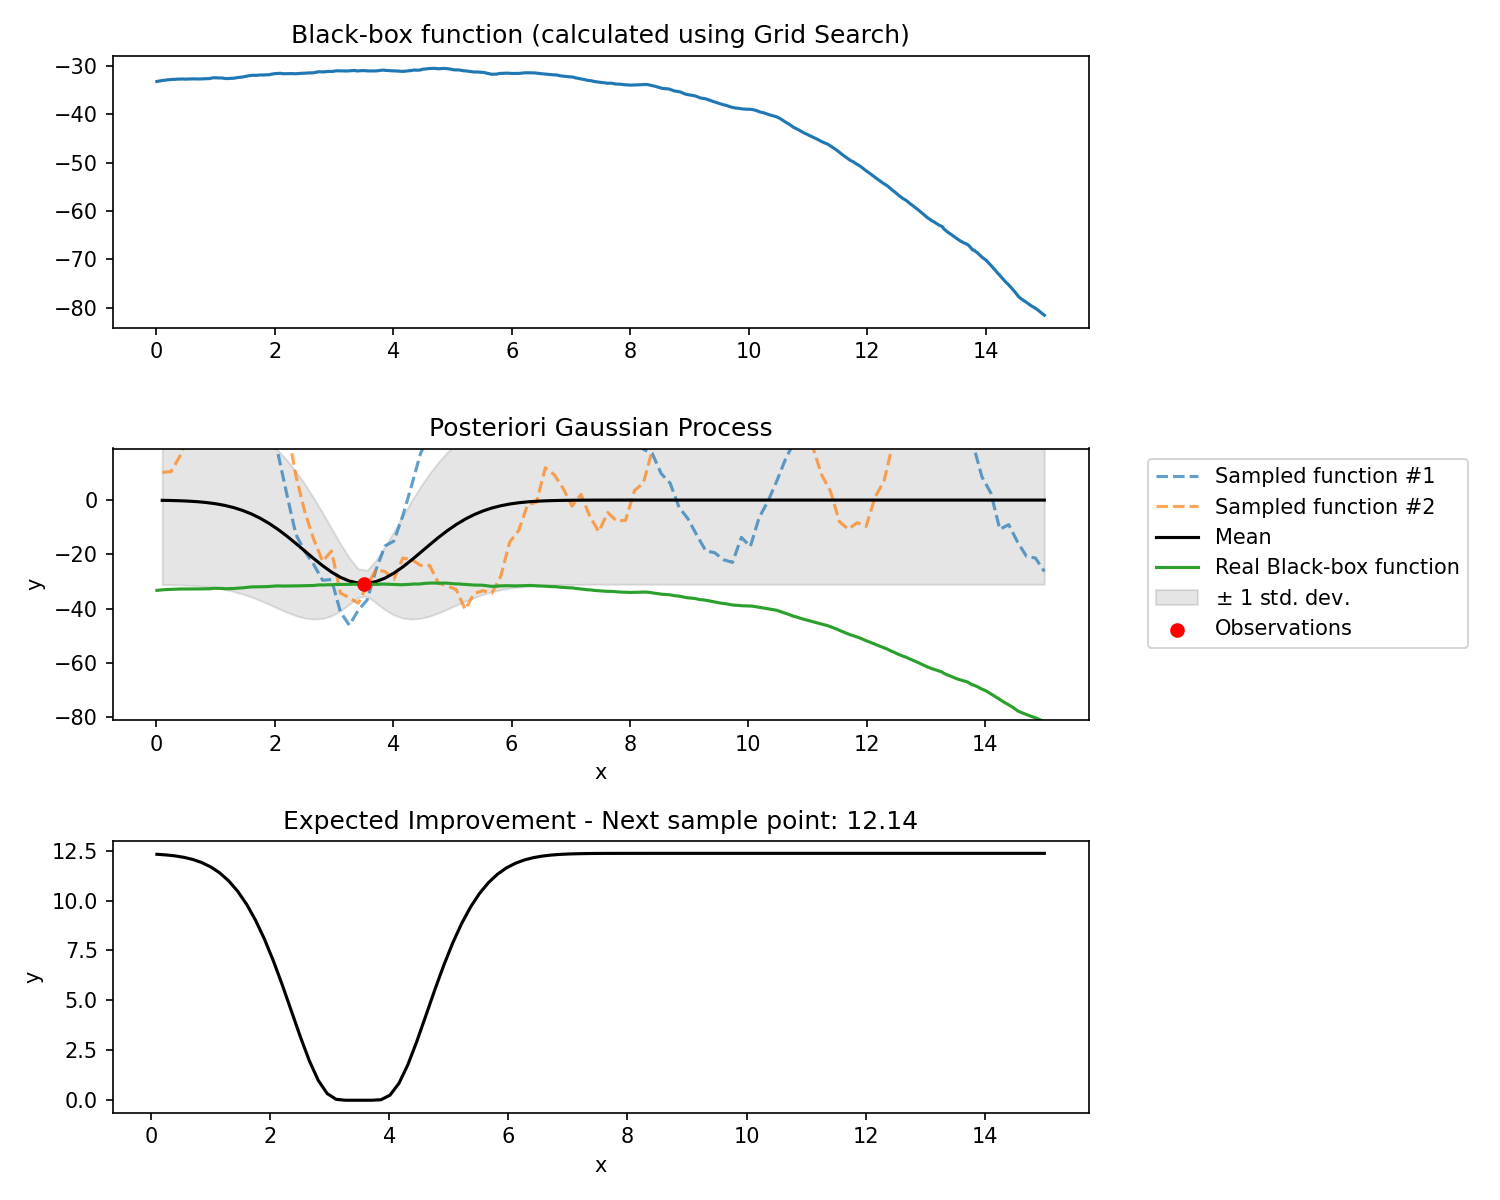 Black-box function (calculated using Grid Search)
−30
−40
−50
−60
−70
−80
0 2 4 6 8 10 12 14
Posteriori Gaussian Process
0
−20
−40
−60
−80
y
0 2 4 6 8 10 12 14
x
Sampled function #1
Sampled function #2
Mean
Real Black-box function
± 1 std. dev.
Observations
Expected Improvement - Next sample point: 12.14
12.5
10.0
7.5
5.0
2.5
0.0
y
0 2 4 6 8 10 12 14
x